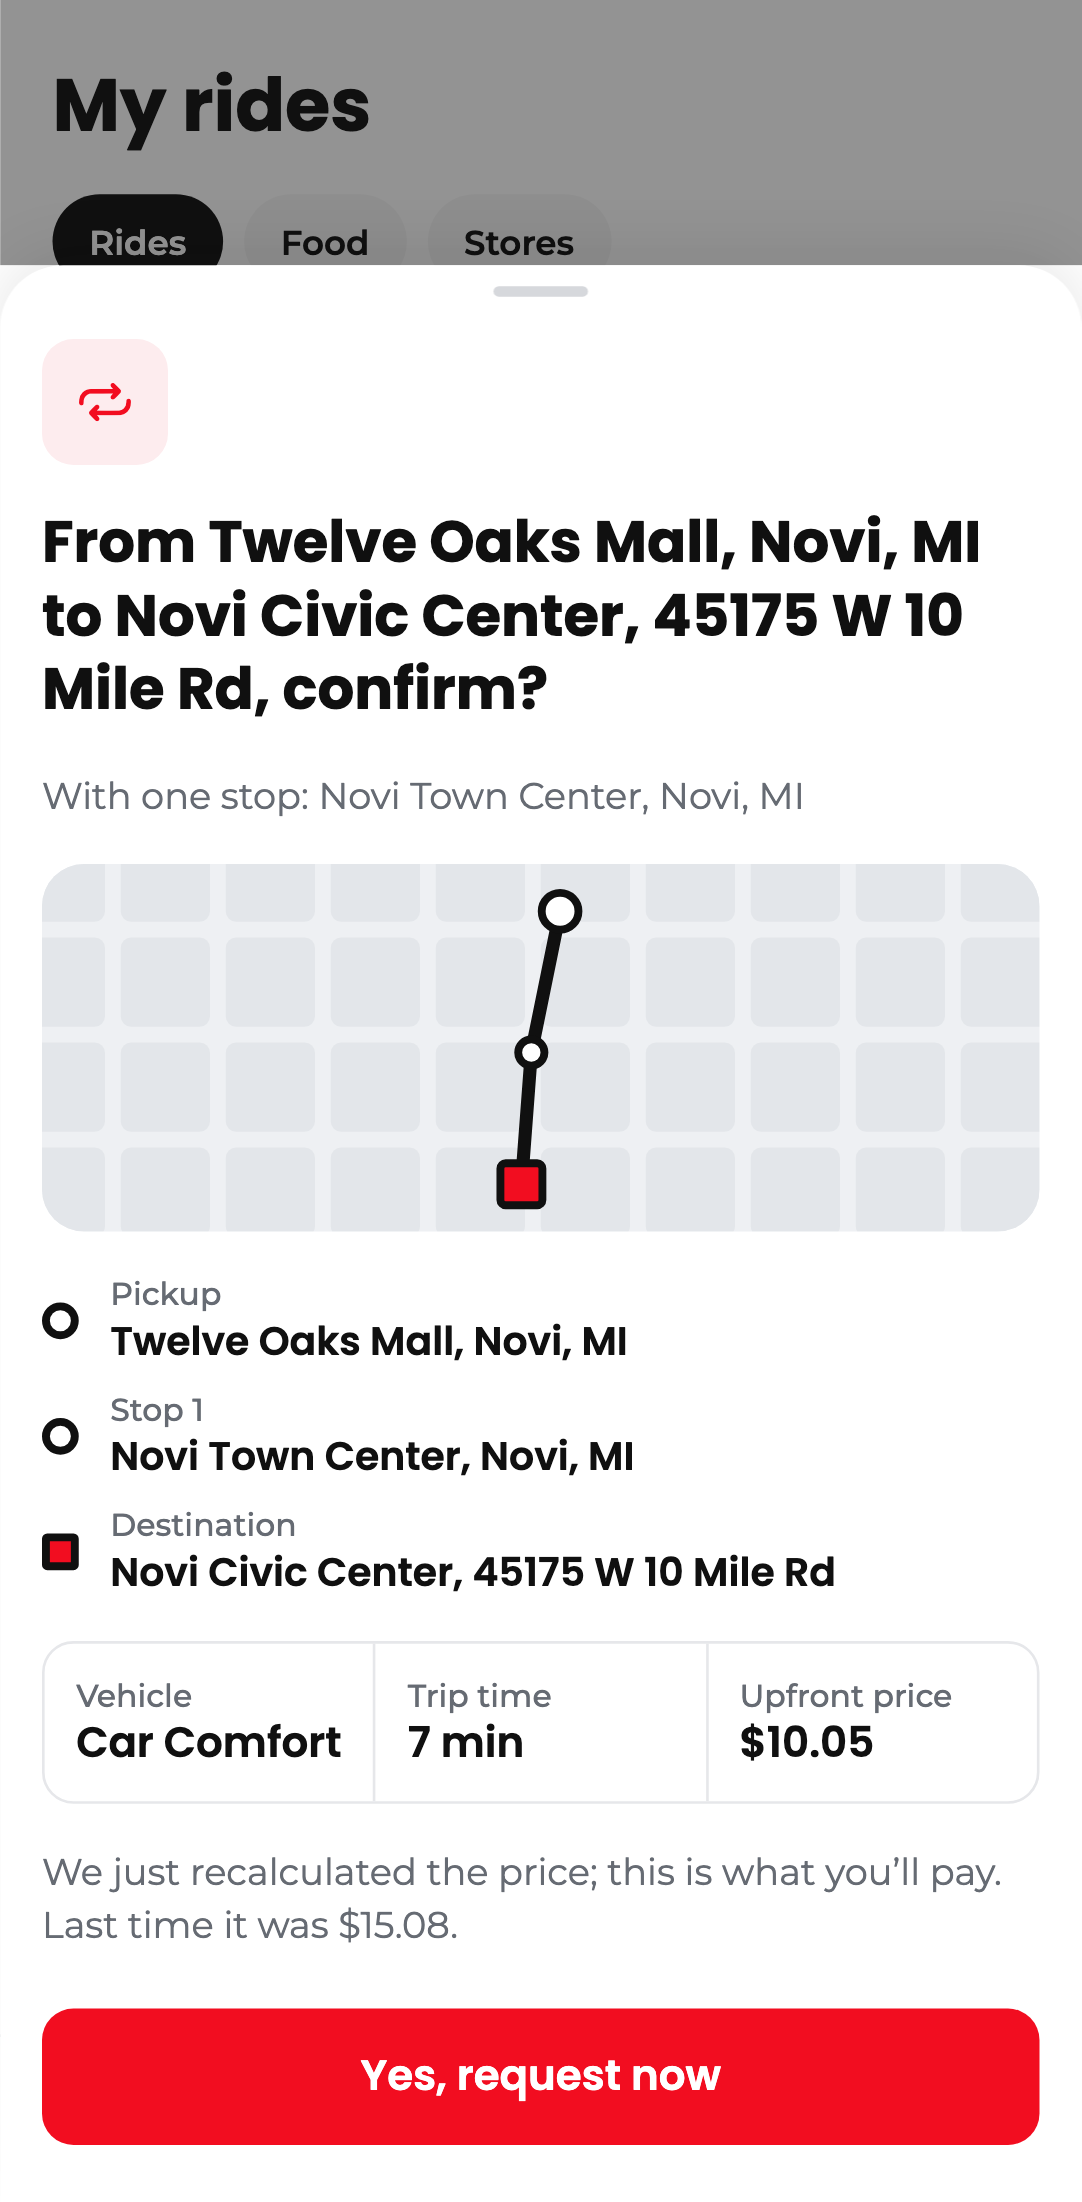 My rides
Rides
Food
Stores
From Twelve Oaks Mall, Novi, MI
to Novi Civic Center, 45175 W 10
Mile Rd, confirm?
With one stop: Novi Town Center, Novi, MI
Pickup
Twelve Oaks Mall, Novi, MI
Stop 1
Novi Town Center, Novi, MI
Destination
Novi Civic Center, 45175 W 10 Mile Rd
Vehicle
Car Comfort
Trip time
7 min
Upfront price
$10.05
We just recalculated the price; this is what you’ll pay.
Last time it was $15.08.
Yes, request now